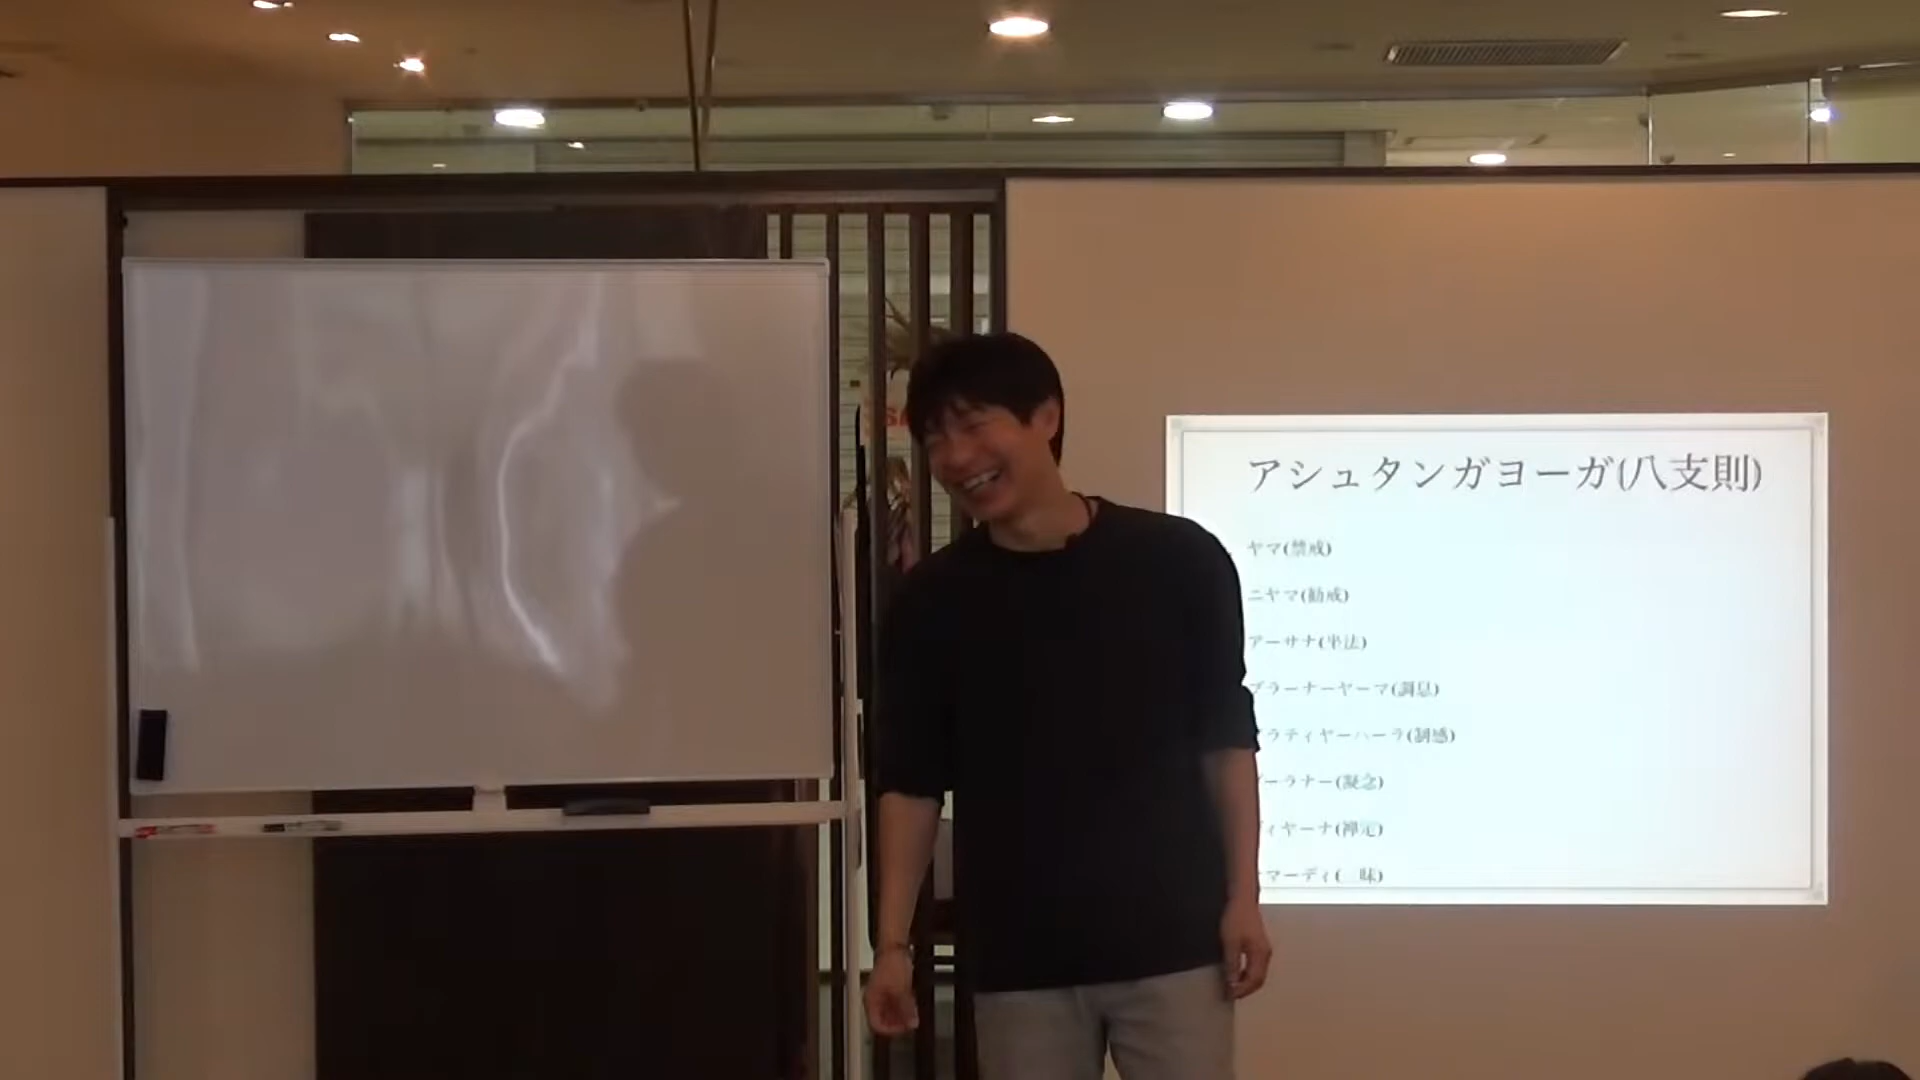 アシュタンガヨーガ(八支則)
ヤマ(禁戒)
ニヤマ(勧戒)
アーサナ(坐法)
プラーナーヤーマ(調息)
ラティヤーハーラ(制感)
ーラナー(凝念)
ィヤーナ(禅定)
マーディ(三昧)